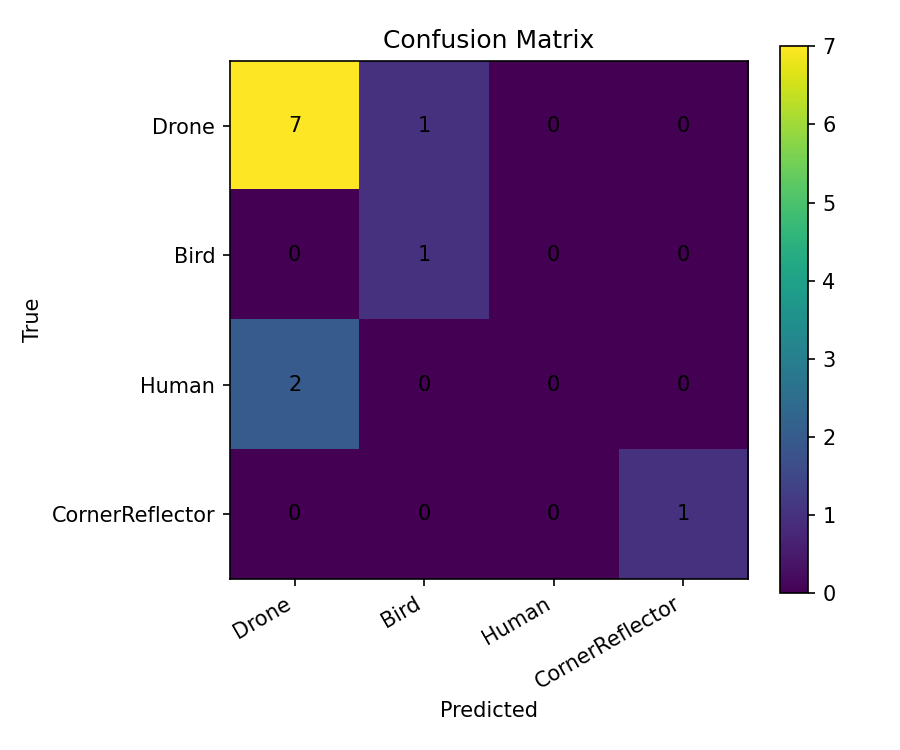 Confusion Matrix
True
Drone 7 1 0 0
Bird 0 1 0 0
Human 2 0 0 0
CornerReflector 0 0 0 1
Drone Bird Human CornerReflector
Predicted
7
6
5
4
3
2
1
0